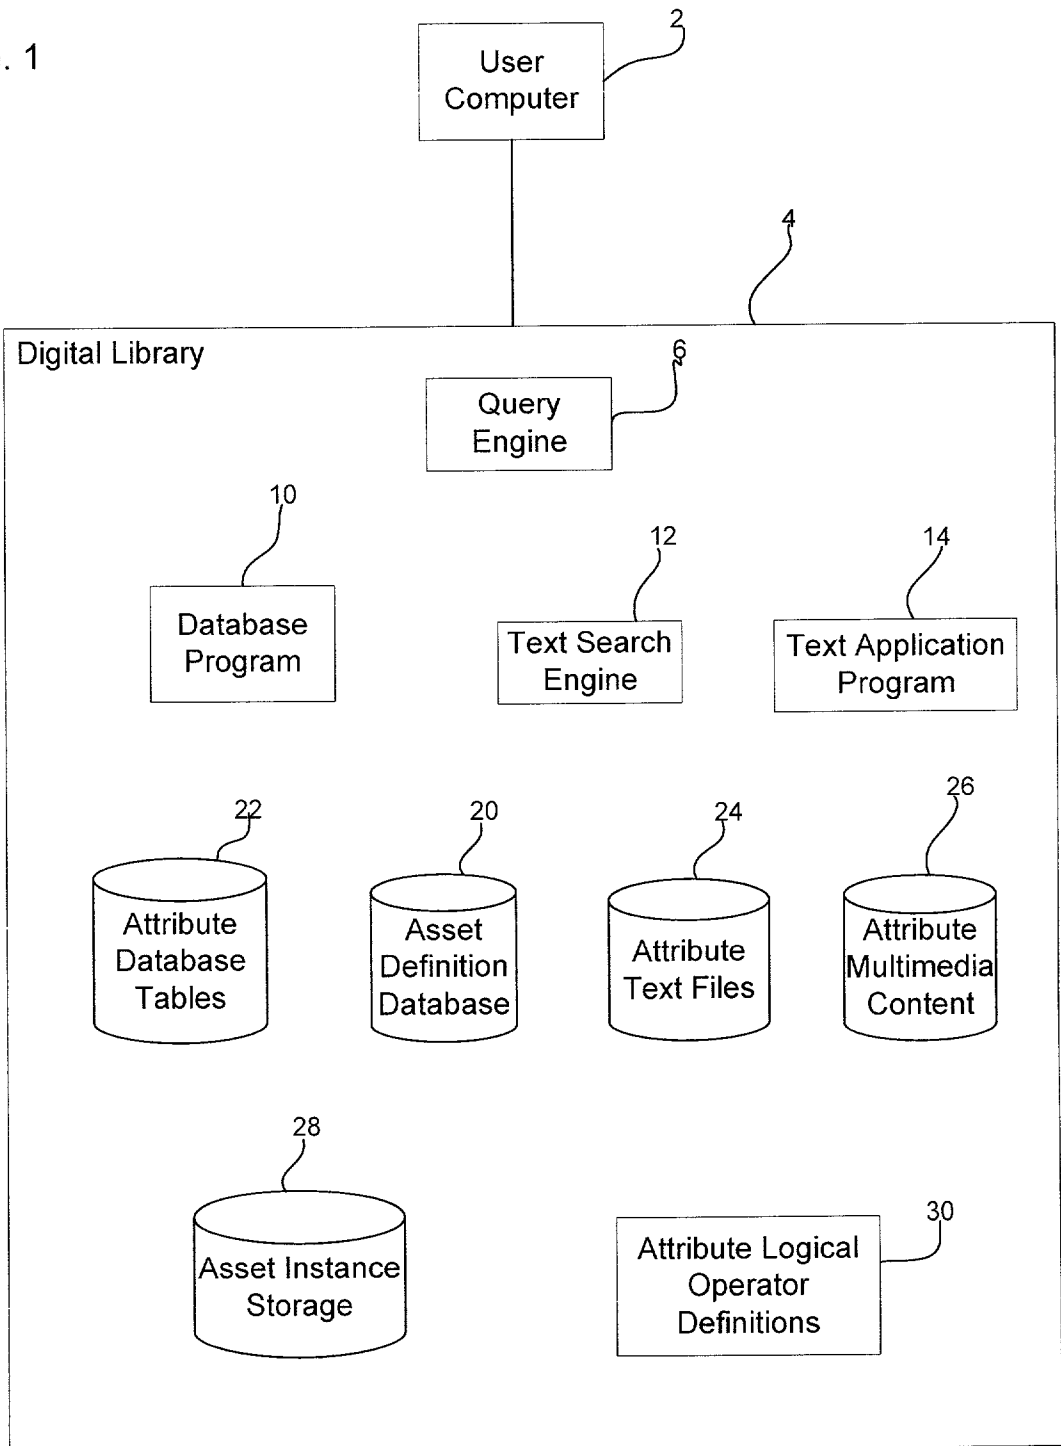 . 1
2
User
Computer
4
Digital Library
6
Query
Engine
10
12
14
Database
Program
Text Search
Engine
Text Application
Program
22
20
24
26
Attribute
Database
Tables
Asset
Definition
Database
Attribute
Text Files
Attribute
Multimedia
Content
28
30
Asset Instance
Storage
Attribute Logical
Operator
Definitions